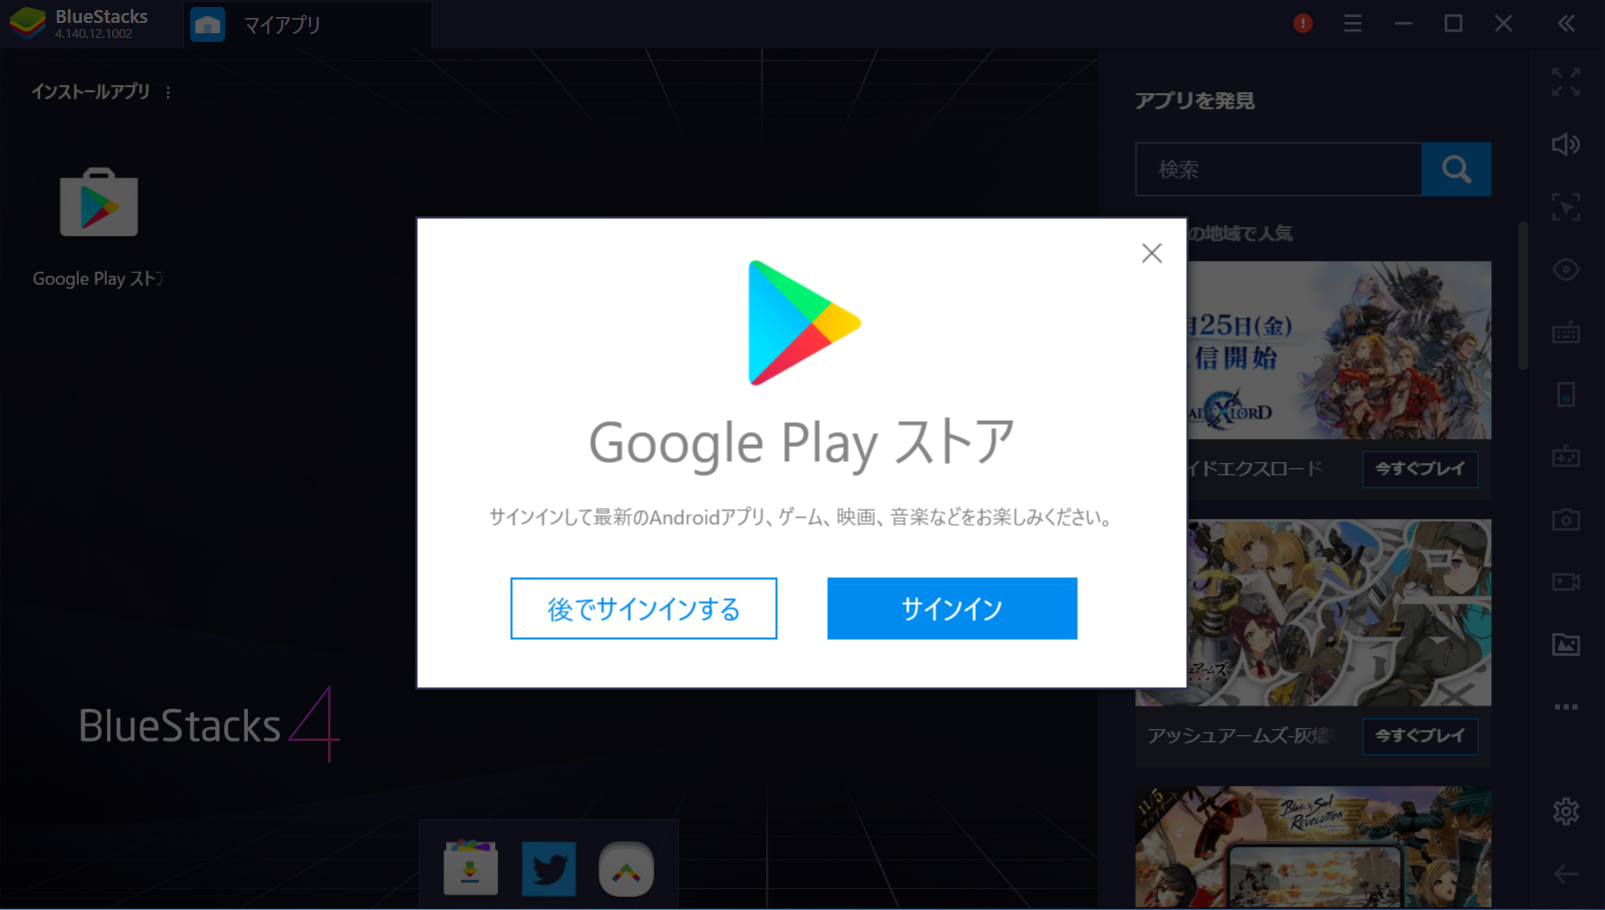 BlueStacks
4.140.12.1002
マイアプリ
インストールアプリ
Google Play スト
アプリを発見
検索
の地域で人気
月25日(金)
信開始
今すぐプレイ
イドエクスロード
Google Play ストア
サインインして最新のAndroidアプリ、ゲーム、映画、音楽などをお楽しみください。
後でサインインする
サインイン
BlueStacks 4
アッシュアームズ-灰燼
今すぐプレイ
11/5
Blade & Soul
Revolution